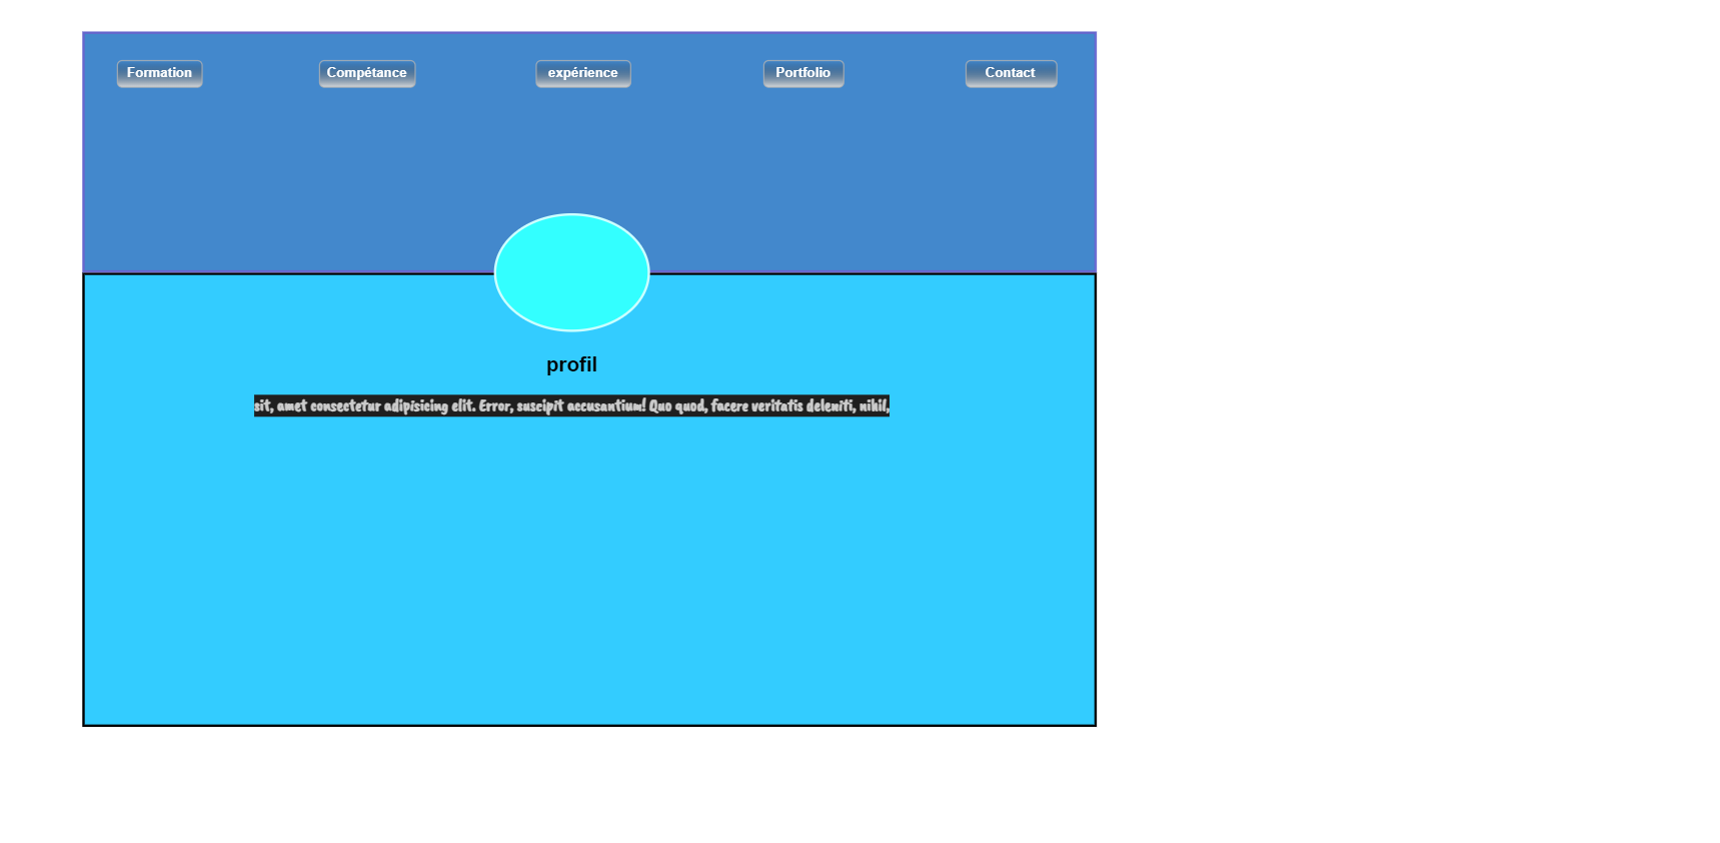 Formation Compétance expérience Portfolio Contact
profil
sit, amet consectetur adipisicing elit. Error, suscipit accusantium! Quo quod, facere veritatis deleniti, nihil,